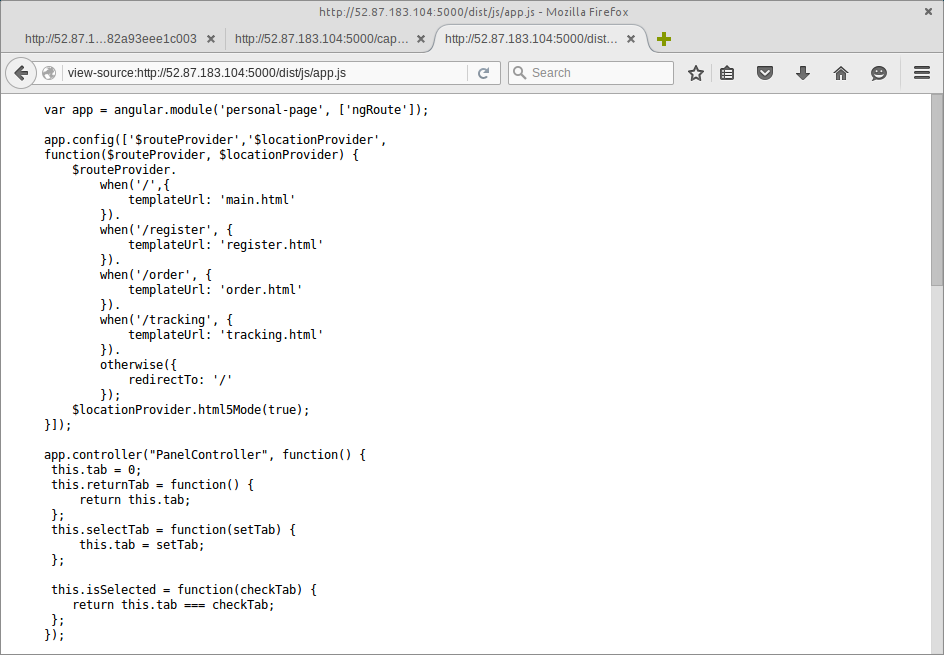 http://52.87.183.104:5000/dist/js/app.js - Mozilla Firefox
http://52.87.1…82a93eee1c003
http://52.87.183.104:5000/cap…
http://52.87.183.104:5000/dist…
view-source:http://52.87.183.104:5000/dist/js/app.js
Search
var app = angular.module('personal-page', ['ngRoute']);
app.config(['$routeProvider','$locationProvider',
function($routeProvider, $locationProvider) {
    $routeProvider.
        when('/',{
            templateUrl: 'main.html'
        }).
        when('/register', {
            templateUrl: 'register.html'
        }).
        when('/order', {
            templateUrl: 'order.html'
        }).
        when('/tracking', {
            templateUrl: 'tracking.html'
        }).
        otherwise({
            redirectTo: '/'
        });
    $locationProvider.html5Mode(true);
}]);
app.controller("PanelController", function() {
 this.tab = 0;
 this.returnTab = function() {
     return this.tab;
 };
 this.selectTab = function(setTab) {
     this.tab = setTab;
 };
 this.isSelected = function(checkTab) {
    return this.tab === checkTab;
 };
});